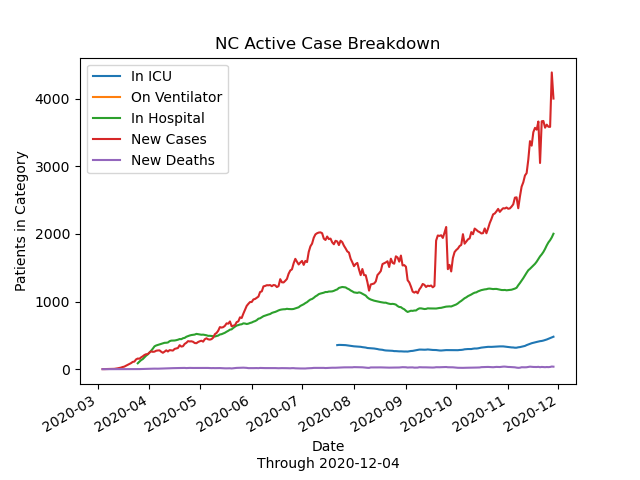 NC Active Case Breakdown
In ICU
On Ventilator
In Hospital
New Cases
New Deaths
Patients in Category
4000
3000
2000
1000
0
2020-03
2020-04
2020-05
2020-06
2020-07
2020-08
2020-09
2020-10
2020-11
2020-12
Date
Through 2020-12-04